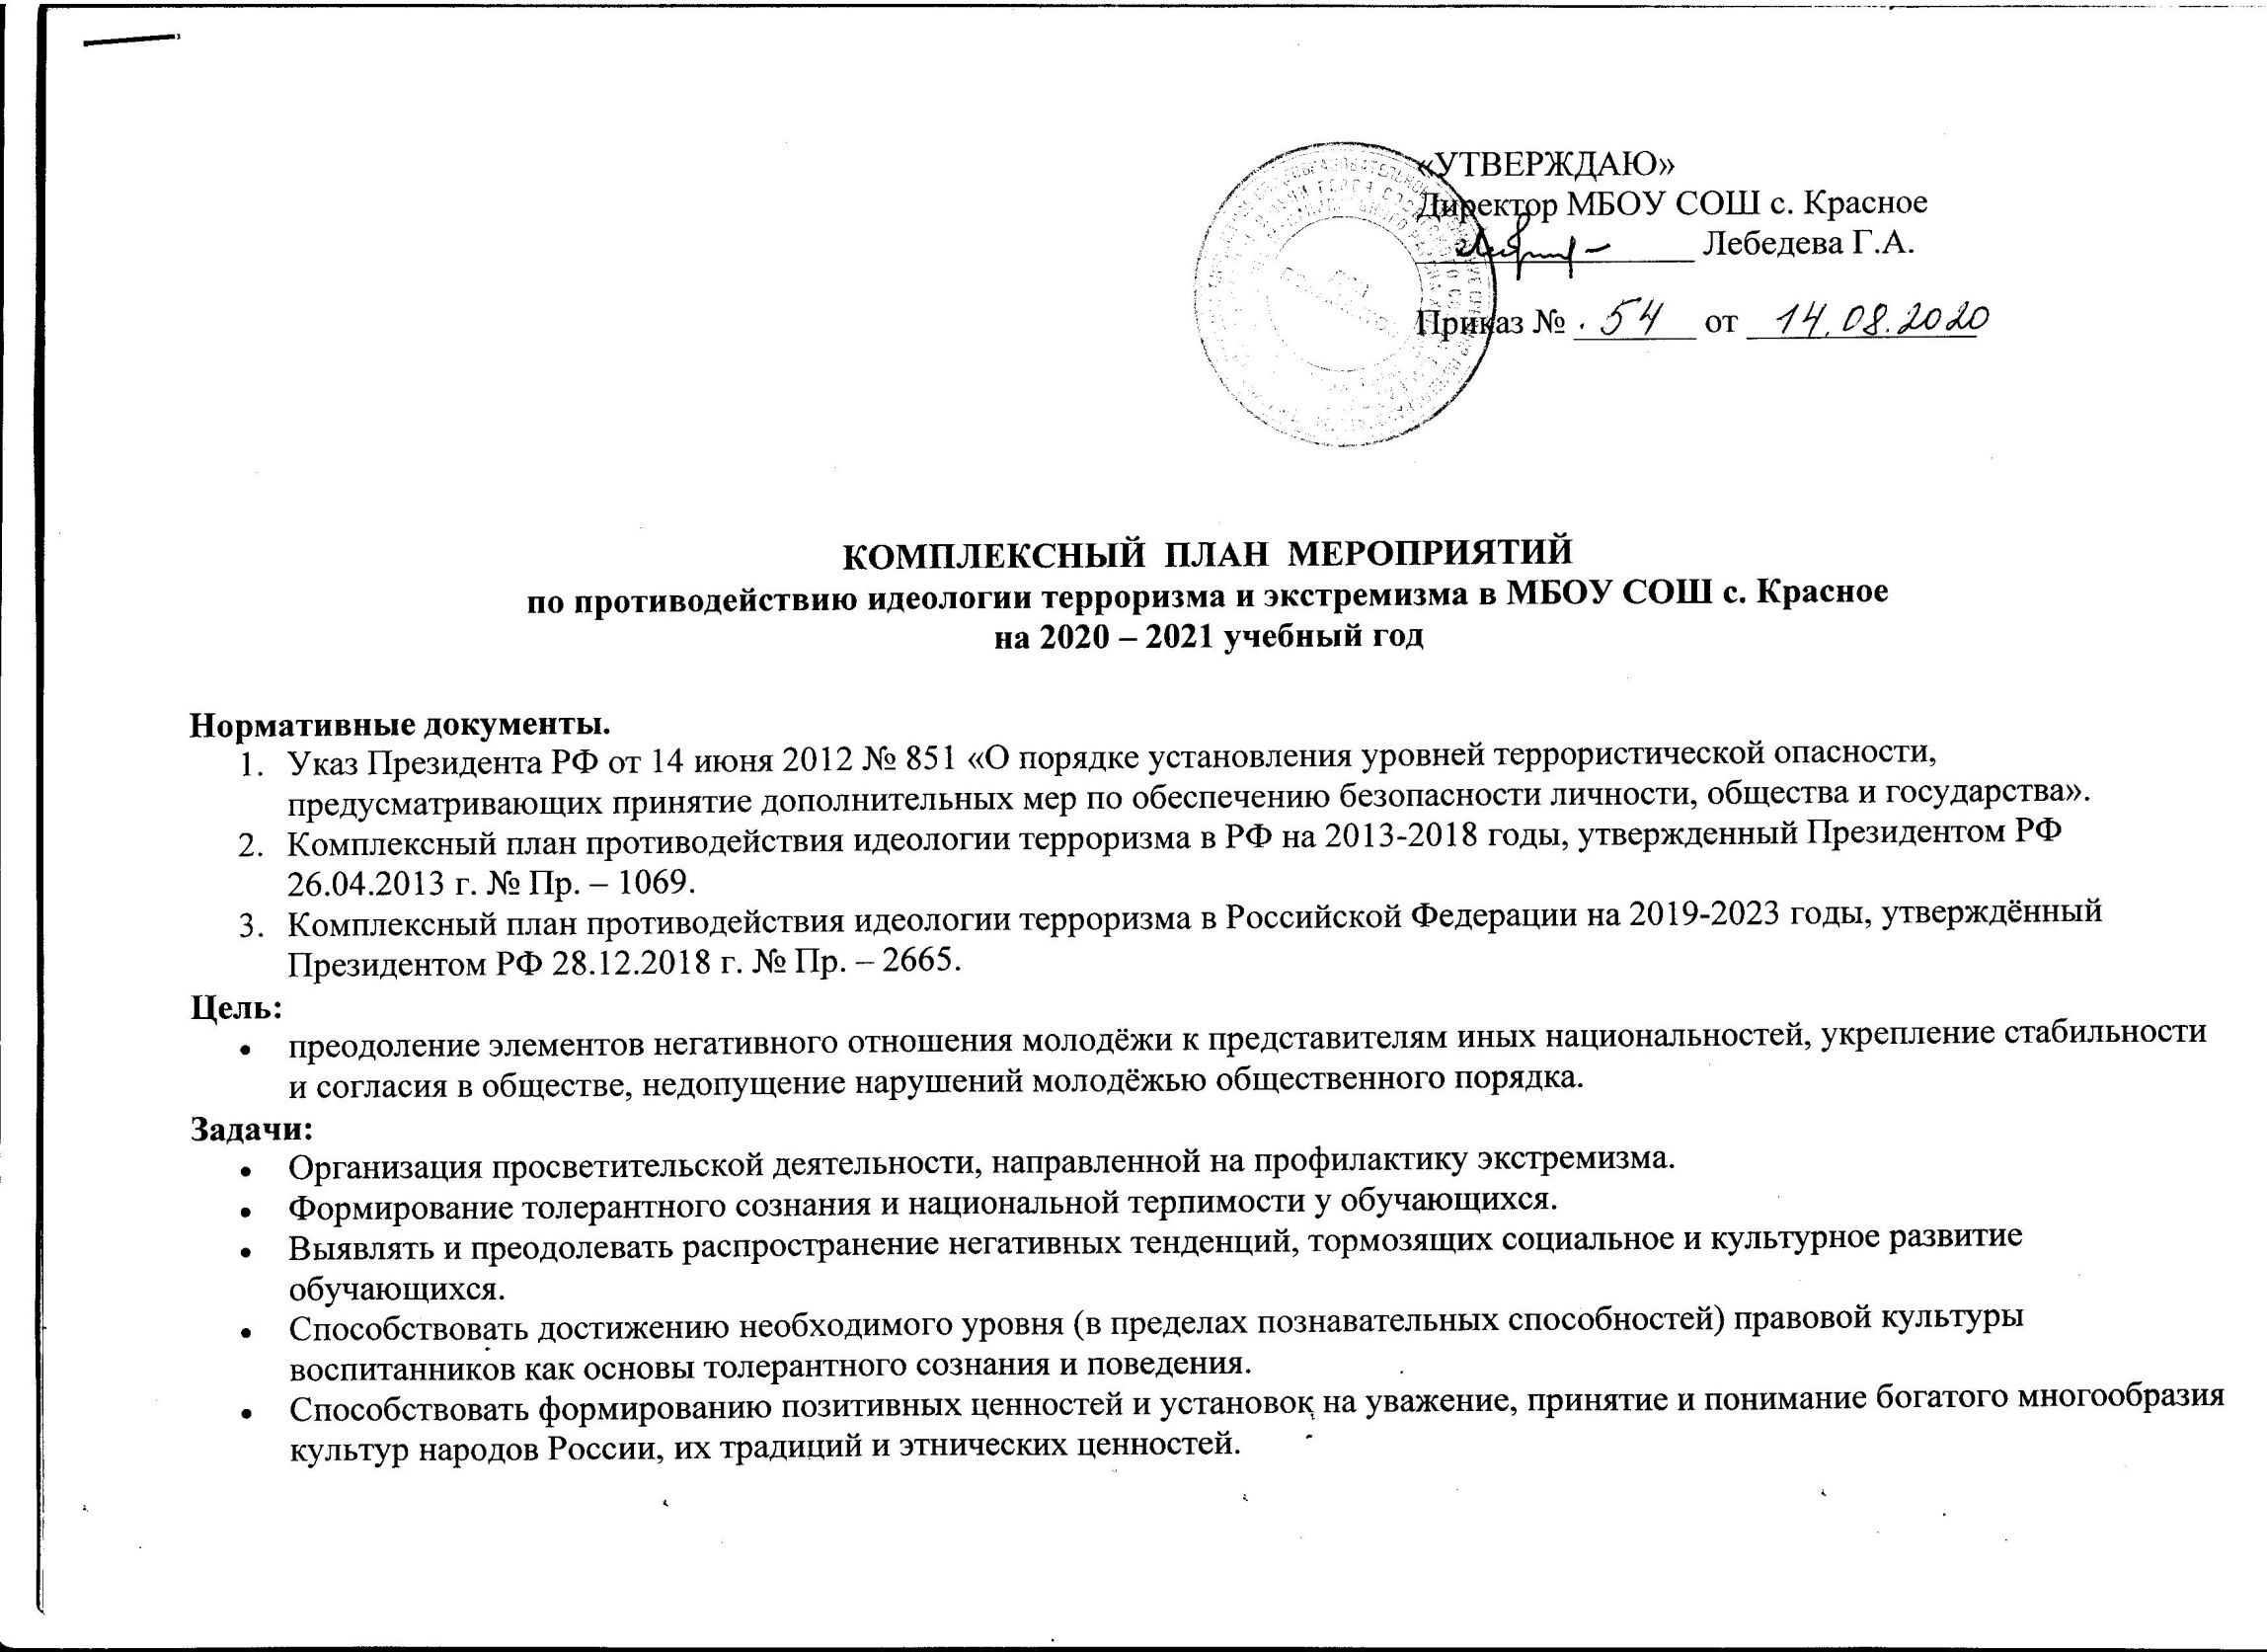 «УТВЕРЖДАЮ»
Директор МБОУ СОШ с. Красное
Лебедева Г.А.
Приказ № 54 от 14.08.2020
КОМПЛЕКСНЫЙ ПЛАН МЕРОПРИЯТИЙ
по противодействию идеологии терроризма и экстремизма в МБОУ СОШ с. Красное
на 2020 – 2021 учебный год
Нормативные документы.
1. Указ Президента РФ от 14 июня 2012 № 851 «О порядке установления уровней террористической опасности,
предусматривающих принятие дополнительных мер по обеспечению безопасности личности, общества и государства».
2. Комплексный план противодействия идеологии терроризма в РФ на 2013-2018 годы, утвержденный Президентом РФ
26.04.2013 г. № Пр. – 1069.
3. Комплексный план противодействия идеологии терроризма в Российской Федерации на 2019-2023 годы, утверждённый
Президентом РФ 28.12.2018 г. № Пр. – 2665.
Цель:
• преодоление элементов негативного отношения молодёжи к представителям иных национальностей, укрепление стабильности
и согласия в обществе, недопущение нарушений молодёжью общественного порядка.
Задачи:
• Организация просветительской деятельности, направленной на профилактику экстремизма.
• Формирование толерантного сознания и национальной терпимости у обучающихся.
• Выявлять и преодолевать распространение негативных тенденций, тормозящих социальное и культурное развитие
обучающихся.
• Способствовать достижению необходимого уровня (в пределах познавательных способностей) правовой культуры
воспитанников как основы толерантного сознания и поведения.
• Способствовать формированию позитивных ценностей и установок на уважение, принятие и понимание богатого многообразия
культур народов России, их традиций и этнических ценностей.